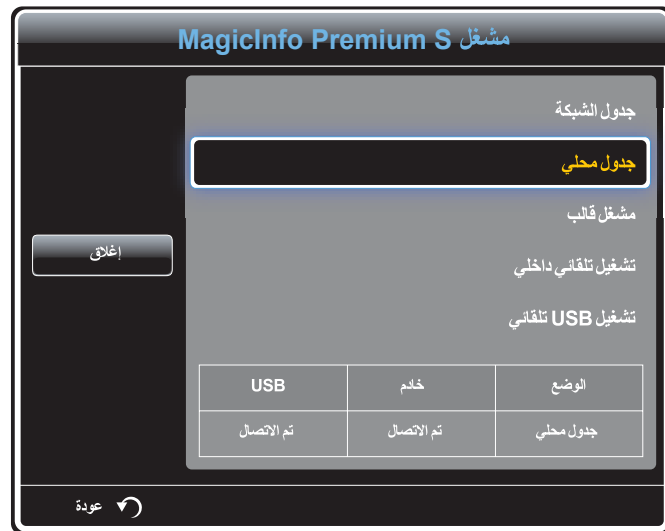 مشغل MagicInfo Premium S
جدول الشبكة
جدول محلي
مشغل قالب
تشغيل تلقائي داخلي
تشغيل USB تلقائي
إغلاق
الوضع خادم USB
جدول محلي تم الاتصال تم الاتصال
عودة